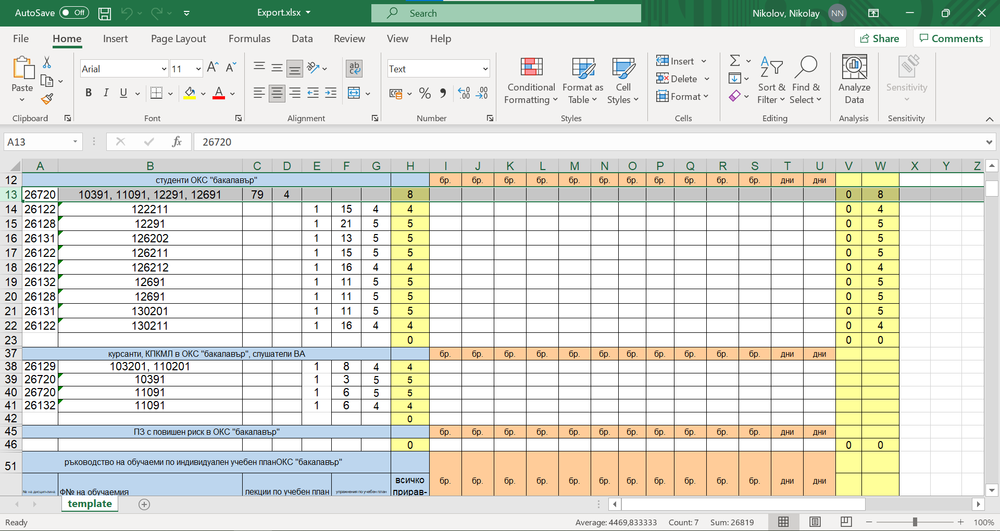 AutoSave Off Export.xlsx Search Nikolov, Nikolay NN
File Home Insert Page Layout Formulas Data Review View Help Share Comments
Paste Arial 11 Text
B I U A % Conditional Formatting Format as Table Cell Styles Insert Delete Format Sort & Filter Find & Select Analyze Data Sensitivity
Clipboard Font Alignment Number Styles Cells Editing Analysis Sensitivity
A13 fx 26720
A B C D E F G H I J K L M N O P Q R S T U V W X Y Z
12 студенти ОКС "бакалавър" бр. бр. бр. бр. бр. бр. бр. бр. бр. бр. бр. дни дни
13 26720 10391, 11091, 12291, 12691 79 4 8 0 8
14 26122 122211 1 15 4 4 0 4
15 26128 12291 1 21 5 5 0 5
16 26131 126202 1 13 5 5 0 5
17 26122 126211 1 15 5 5 0 5
18 26122 126212 1 16 4 4 0 4
19 26132 12691 1 11 5 5 0 5
20 26128 12691 1 11 5 5 0 5
21 26131 130201 1 11 5 5 0 5
22 26122 130211 1 16 4 4 0 4
23 0 0 0
37 курсанти, КПКМЛ в ОКС "бакалавър", слушатели ВА бр. бр. бр. бр. бр. бр. бр. бр. бр. бр. бр. дни дни
38 26129 103201, 110201 1 8 4 4
39 26720 10391 1 3 5 5
40 26720 11091 1 6 5 5
41 26132 11091 1 6 4 4
42 0
45 ПЗ с повишен риск в ОКС "бакалавър" бр. бр. бр. бр. бр. бр. бр. бр. бр. бр. бр. дни дни
46 0 0 0
51 ръководство на обучаеми по индивидуален учебен планОКС "бакалавър"
№ на дисцип-лина Ф№ на обучаемия лекции по учебен план упражнения по учебен план всичко прирав- бр. бр. бр. бр. бр. бр. бр. бр. бр. бр. бр. дни дни
template
Ready Average: 4469,833333 Count: 7 Sum: 26819 100%